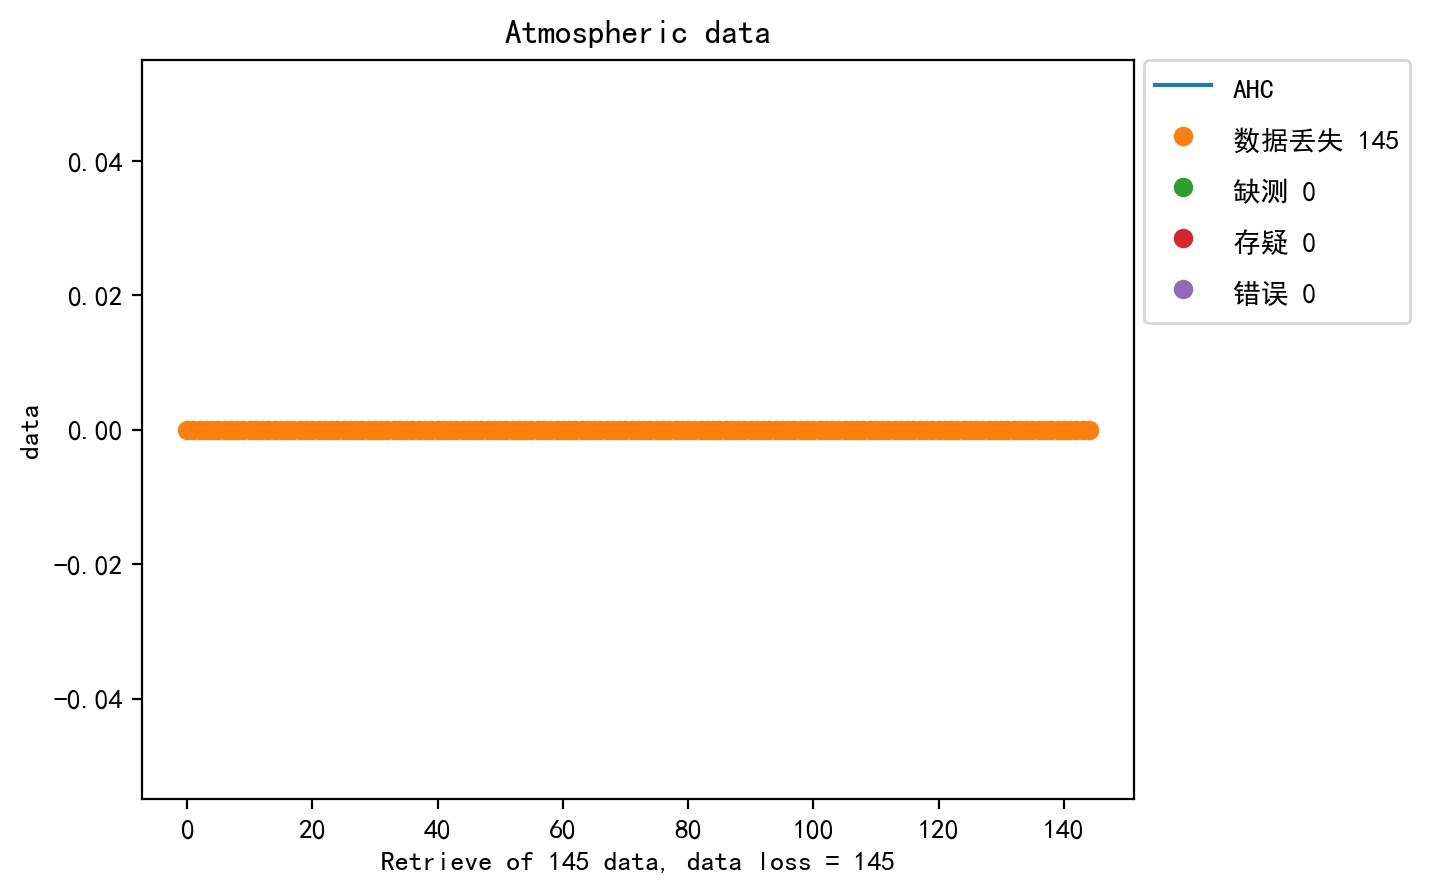 Atmospheric data
AHC
数据丢失 145
缺测 0
存疑 0
错误 0
data
0.04
0.02
0.00
-0.02
-0.04
0 20 40 60 80 100 120 140
Retrieve of 145 data, data loss = 145